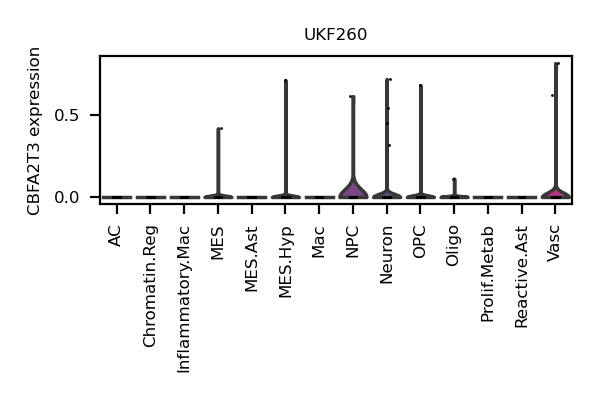 UKF260
CBFA2T3 expression
0.5
0.0
AC
Chromatin.Reg
Inflammatory.Mac
MES
MES.Ast
MES.Hyp
Mac
NPC
Neuron
OPC
Oligo
Prolif.Metab
Reactive.Ast
Vasc